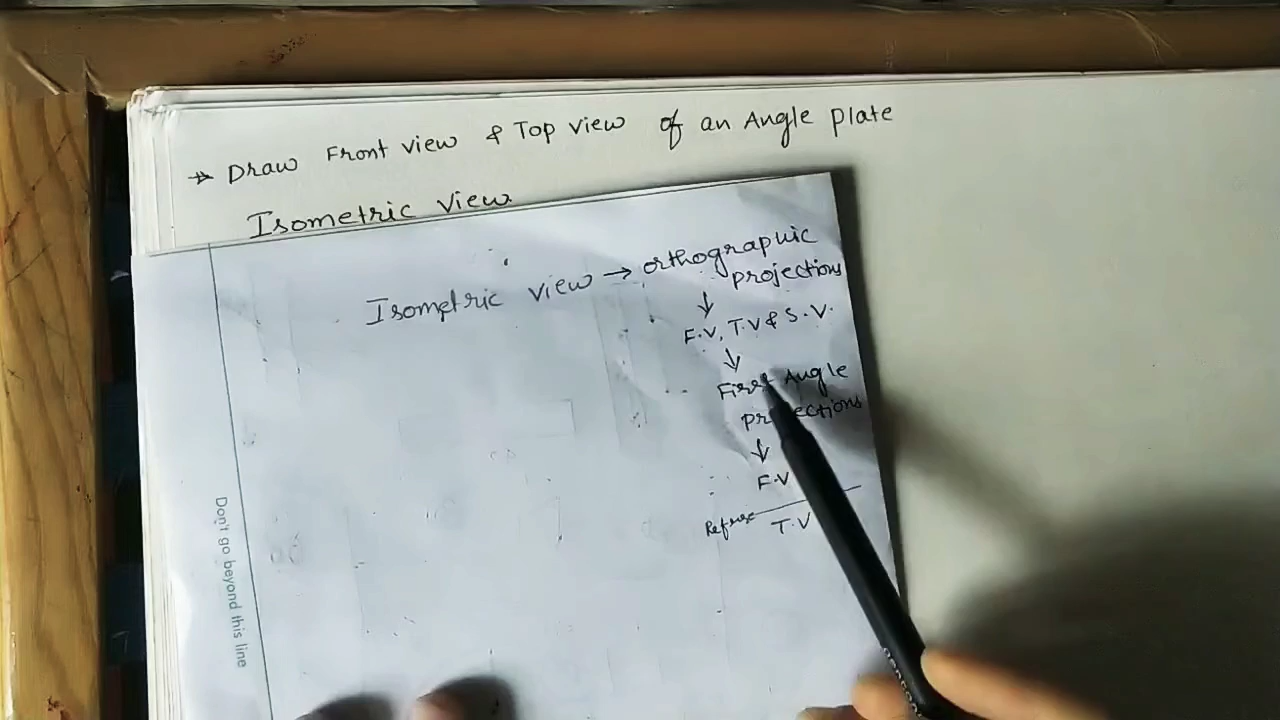 → Draw Front view & Top view of an Angle plate
Isometric view
Isometric view → orthographic
projections
↓
F.V, T.V & S.V.
↓
First Angle
projections
↓
F.V
T.V
Don't go beyond this line